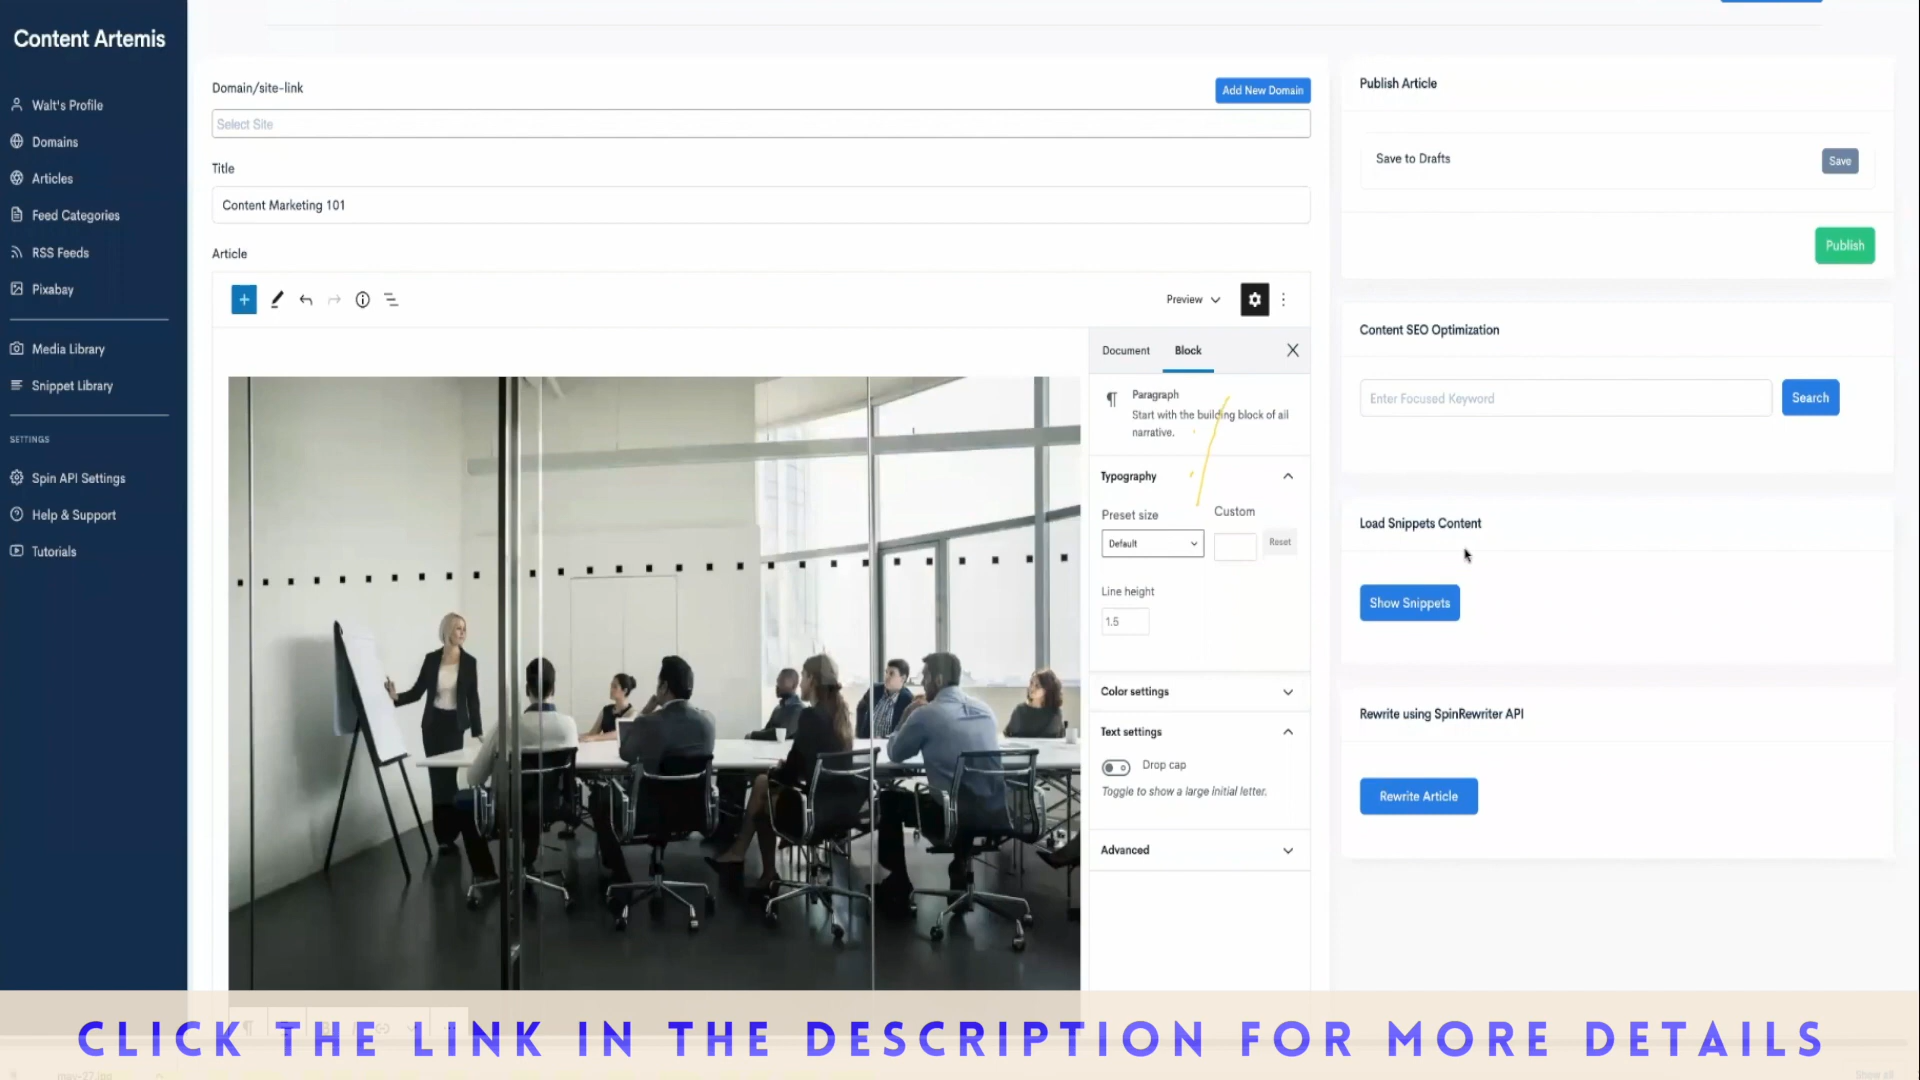 Content Artemis
Walt's Profile
Domains
Articles
Feed Categories
RSS Feeds
Pixabay
Media Library
Snippet Library
SETTINGS
Spin API Settings
Help & Support
Tutorials
Domain/site-link
Add New Domain
Select Site
Title
Content Marketing 101
Article
Preview
Document
Block
Paragraph
Start with the building block of all
narrative.
Typography
Preset size
Custom
Default
Reset
Line height
1.5
Color settings
Text settings
Drop cap
Toggle to show a large initial letter.
Advanced
Publish Article
Save to Drafts
Save
Publish
Content SEO Optimization
Enter Focused Keyword
Search
Load Snippets Content
Show Snippets
Rewrite using SpinRewriter API
Rewrite Article
CLICK THE LINK IN THE DESCRIPTION FOR MORE DETAILS
Show all